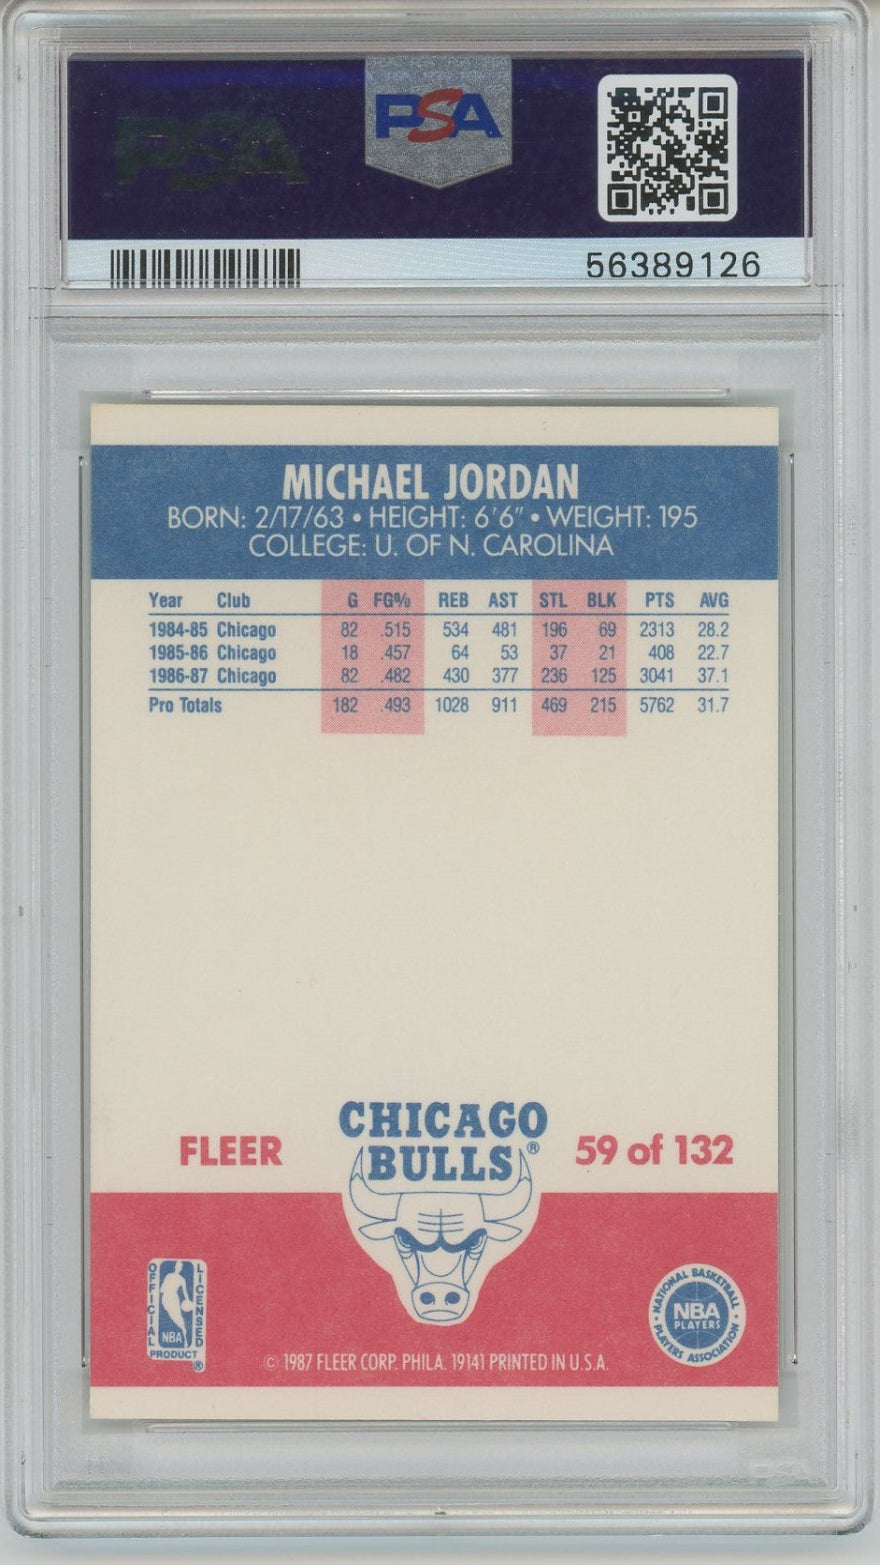 PSA
PSA
56389126
MICHAEL JORDAN
BORN: 2/17/63 • HEIGHT: 6'6" • WEIGHT: 195
COLLEGE: U. OF N. CAROLINA
Year Club G FG% REB AST STL BLK PTS AVG
1984-85 Chicago 82 .515 534 481 196 69 2313 28.2
1985-86 Chicago 18 .457 64 53 37 21 408 22.7
1986-87 Chicago 82 .482 430 377 236 125 3041 37.1
Pro Totals 182 .493 1028 911 469 215 5762 31.7
CHICAGO
BULLS®
FLEER
59 of 132
OFFICIAL
LICENSED
NBA
PRODUCT
®
NATIONAL BASKETBALL
NBA
PLAYERS
• PLAYERS ASSOCIATION •
© 1987 FLEER CORP. PHILA. 19141 PRINTED IN U.S.A.
PSA